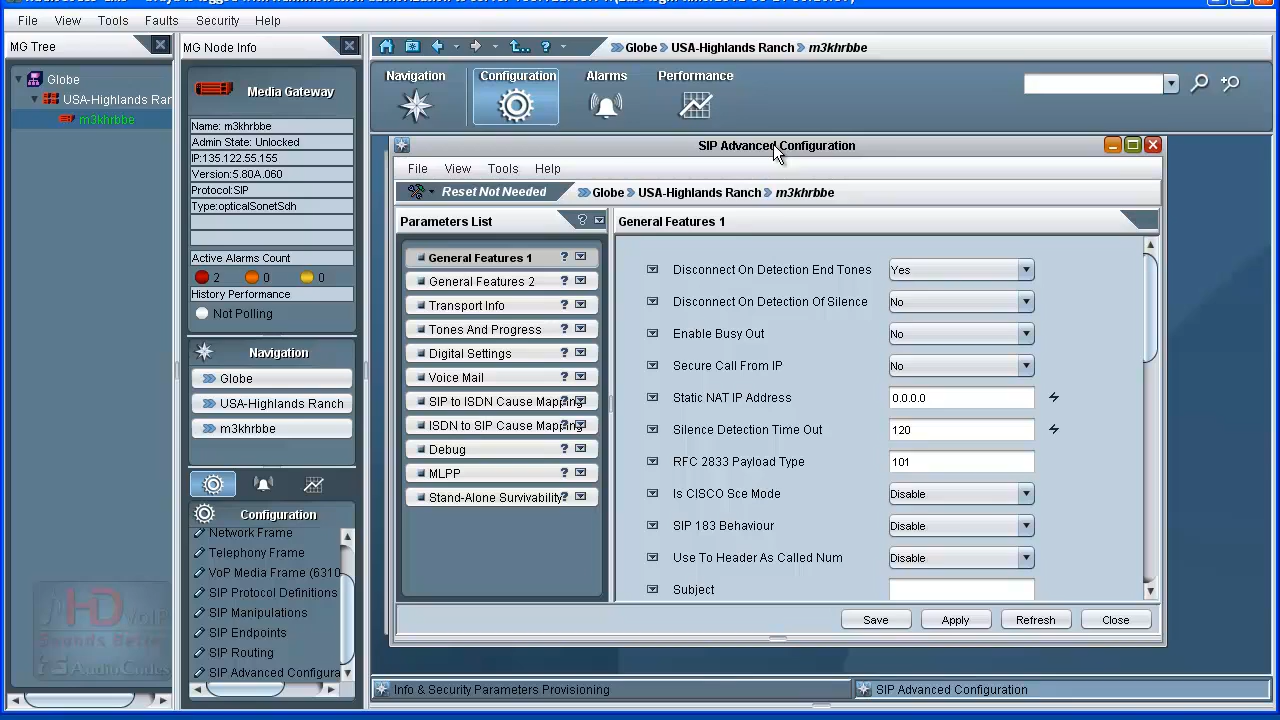 File View Tools Faults Security Help
MG Tree
Globe
USA-Highlands Ran
m3khrbbe
MG Node Info
Media Gateway
Name: m3khrbbe
Admin State: Unlocked
IP:135.122.55.155
Version:5.80A.060
Protocol:SIP
Type:opticalSonetSdh
Active Alarms Count
2 0 0
History Performance
Not Polling
Navigation
Globe
USA-Highlands Ranch
m3khrbbe
Configuration
Network Frame
Telephony Frame
VoP Media Frame (6310
SIP Protocol Definitions
SIP Manipulations
SIP Endpoints
SIP Routing
SIP Advanced Configura
Globe USA-Highlands Ranch m3khrbbe
Navigation Configuration Alarms Performance
SIP Advanced Configuration
File View Tools Help
Reset Not Needed Globe USA-Highlands Ranch m3khrbbe
Parameters List
General Features 1
General Features 2
Transport Info
Tones And Progress
Digital Settings
Voice Mail
SIP to ISDN Cause Mapping
ISDN to SIP Cause Mapping
Debug
MLPP
Stand-Alone Survivability
General Features 1
Disconnect On Detection End Tones Yes
Disconnect On Detection Of Silence No
Enable Busy Out No
Secure Call From IP No
Static NAT IP Address 0.0.0.0
Silence Detection Time Out 120
RFC 2833 Payload Type 101
Is CISCO Sce Mode Disable
SIP 183 Behaviour Disable
Use To Header As Called Num Disable
Subject
Save Apply Refresh Close
Info & Security Parameters Provisioning SIP Advanced Configuration
HD VoIP
Sounds Better
AudioCodes